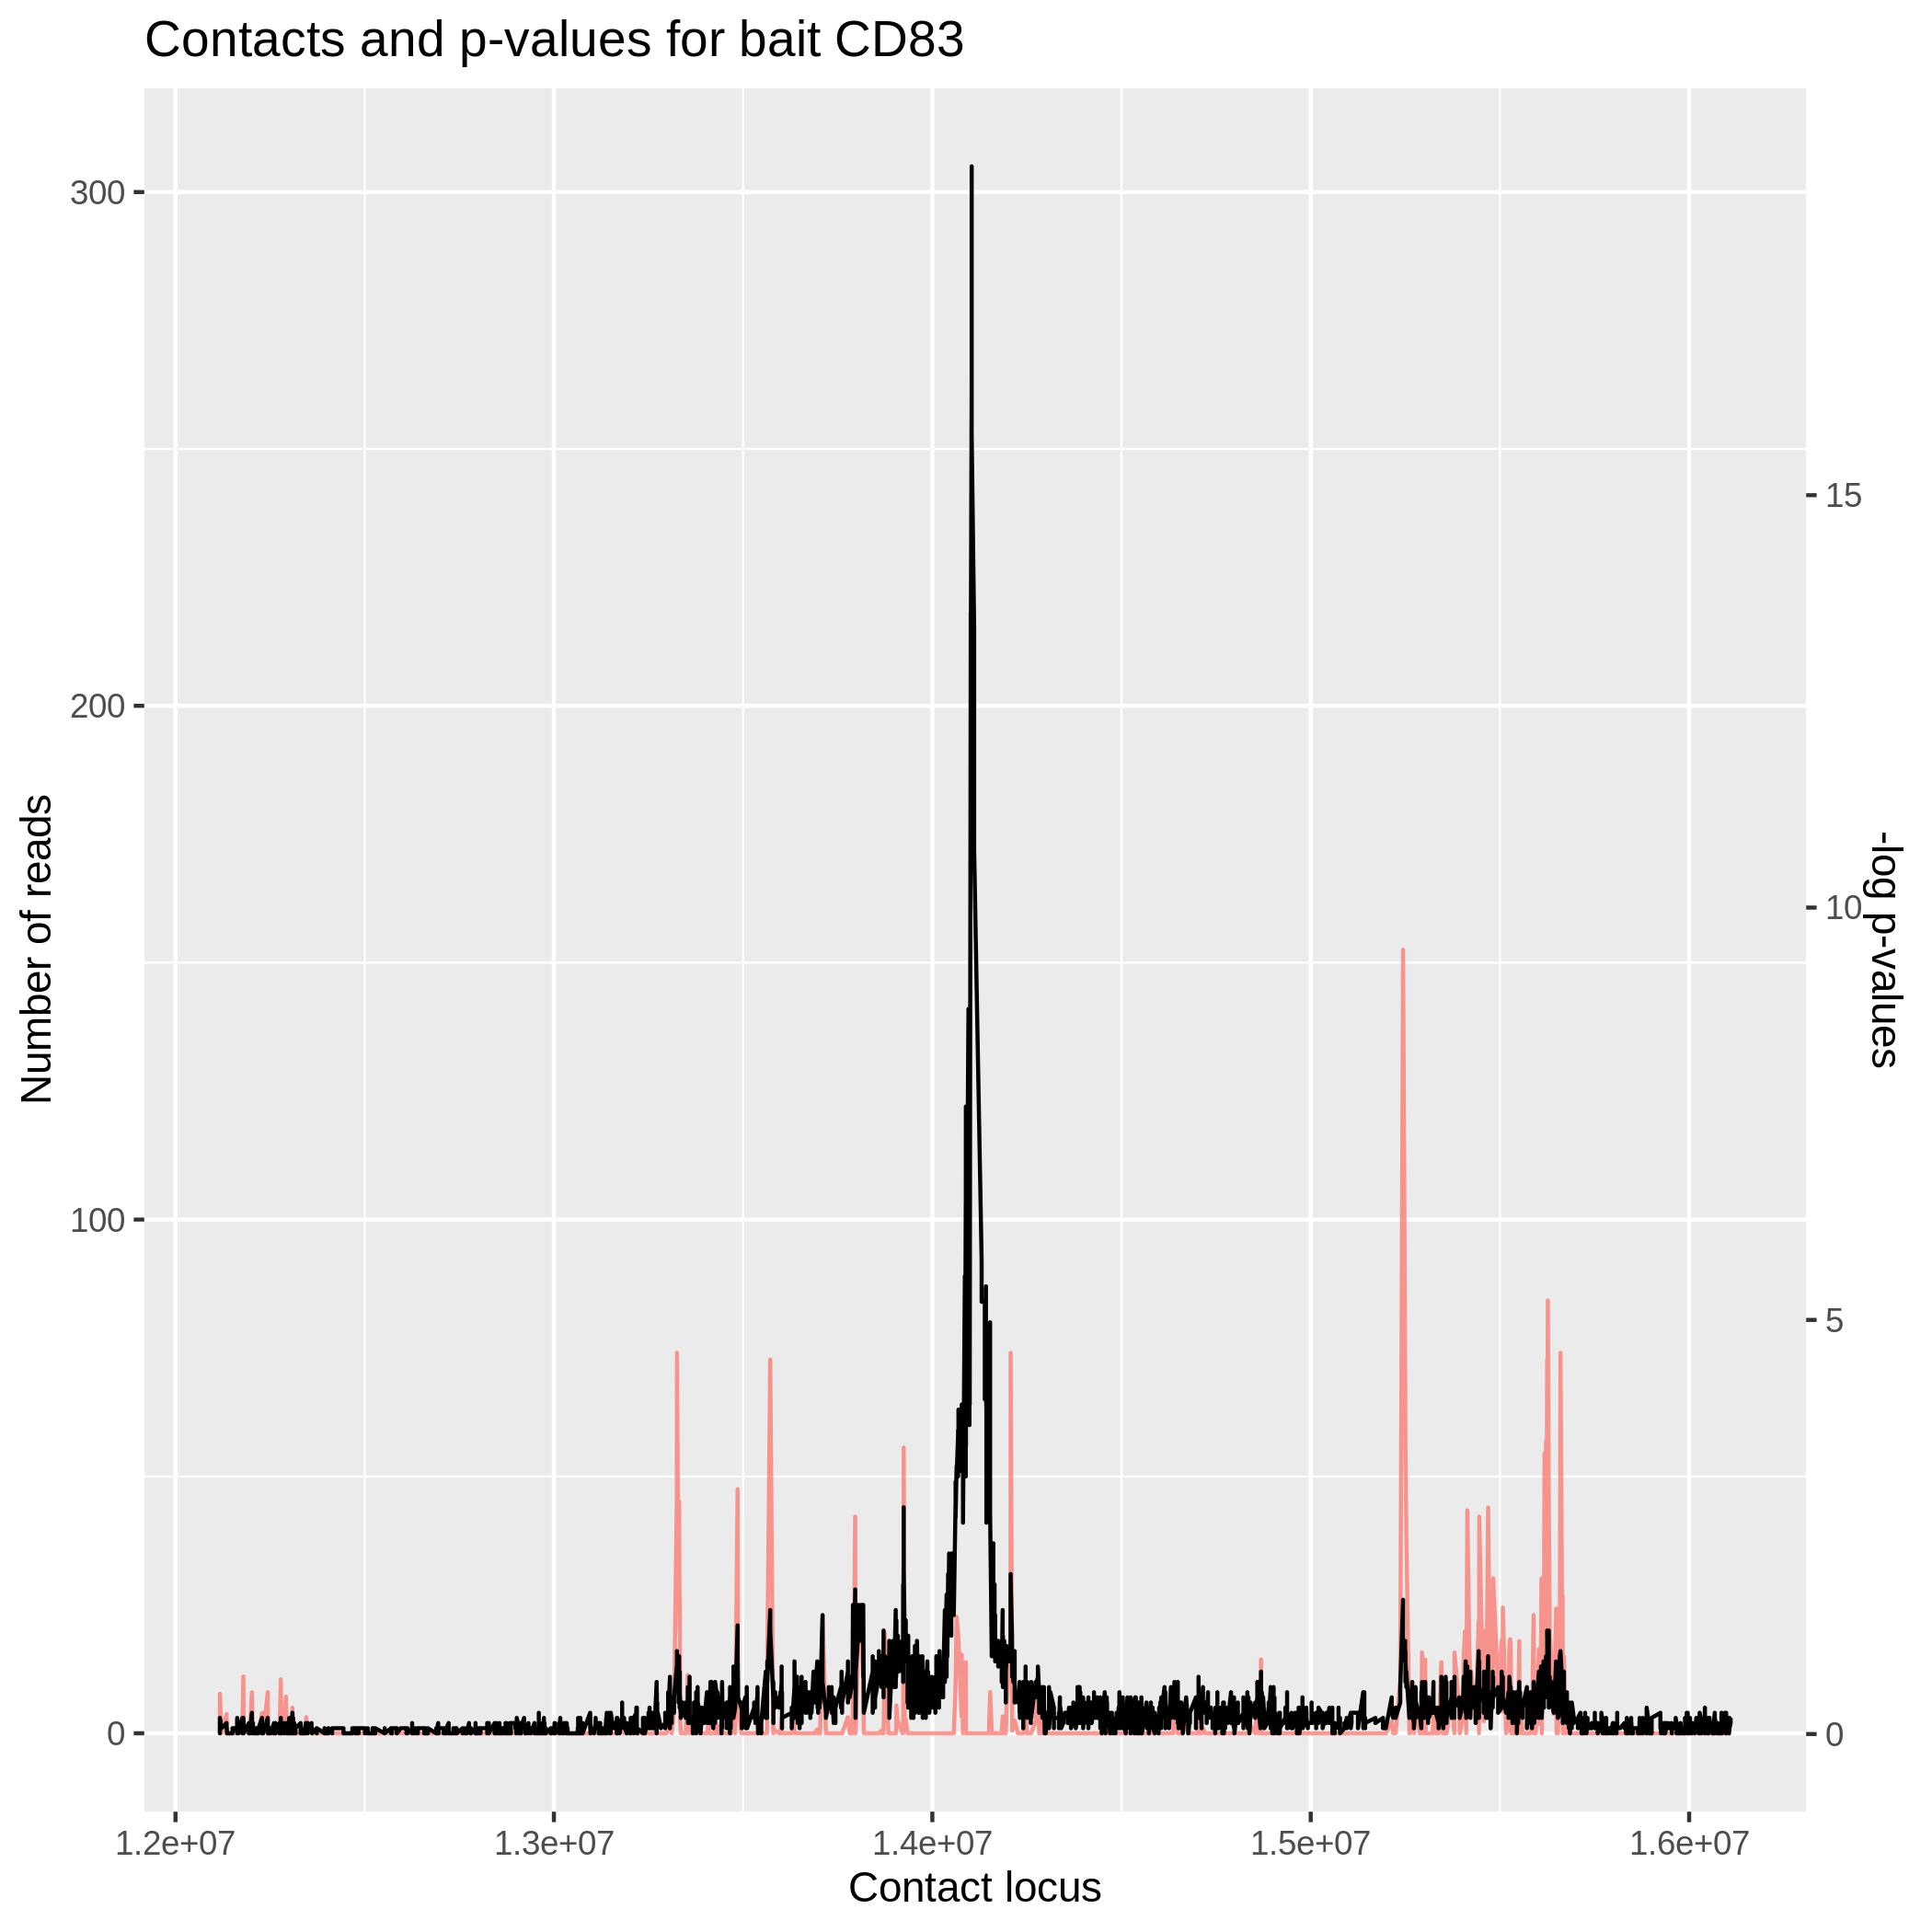 Contacts and p-values for bait CD83
300
200
100
0
Number of reads
15
10
5
0
-log p-values
1.2e+07
1.3e+07
1.4e+07
1.5e+07
1.6e+07
Contact locus